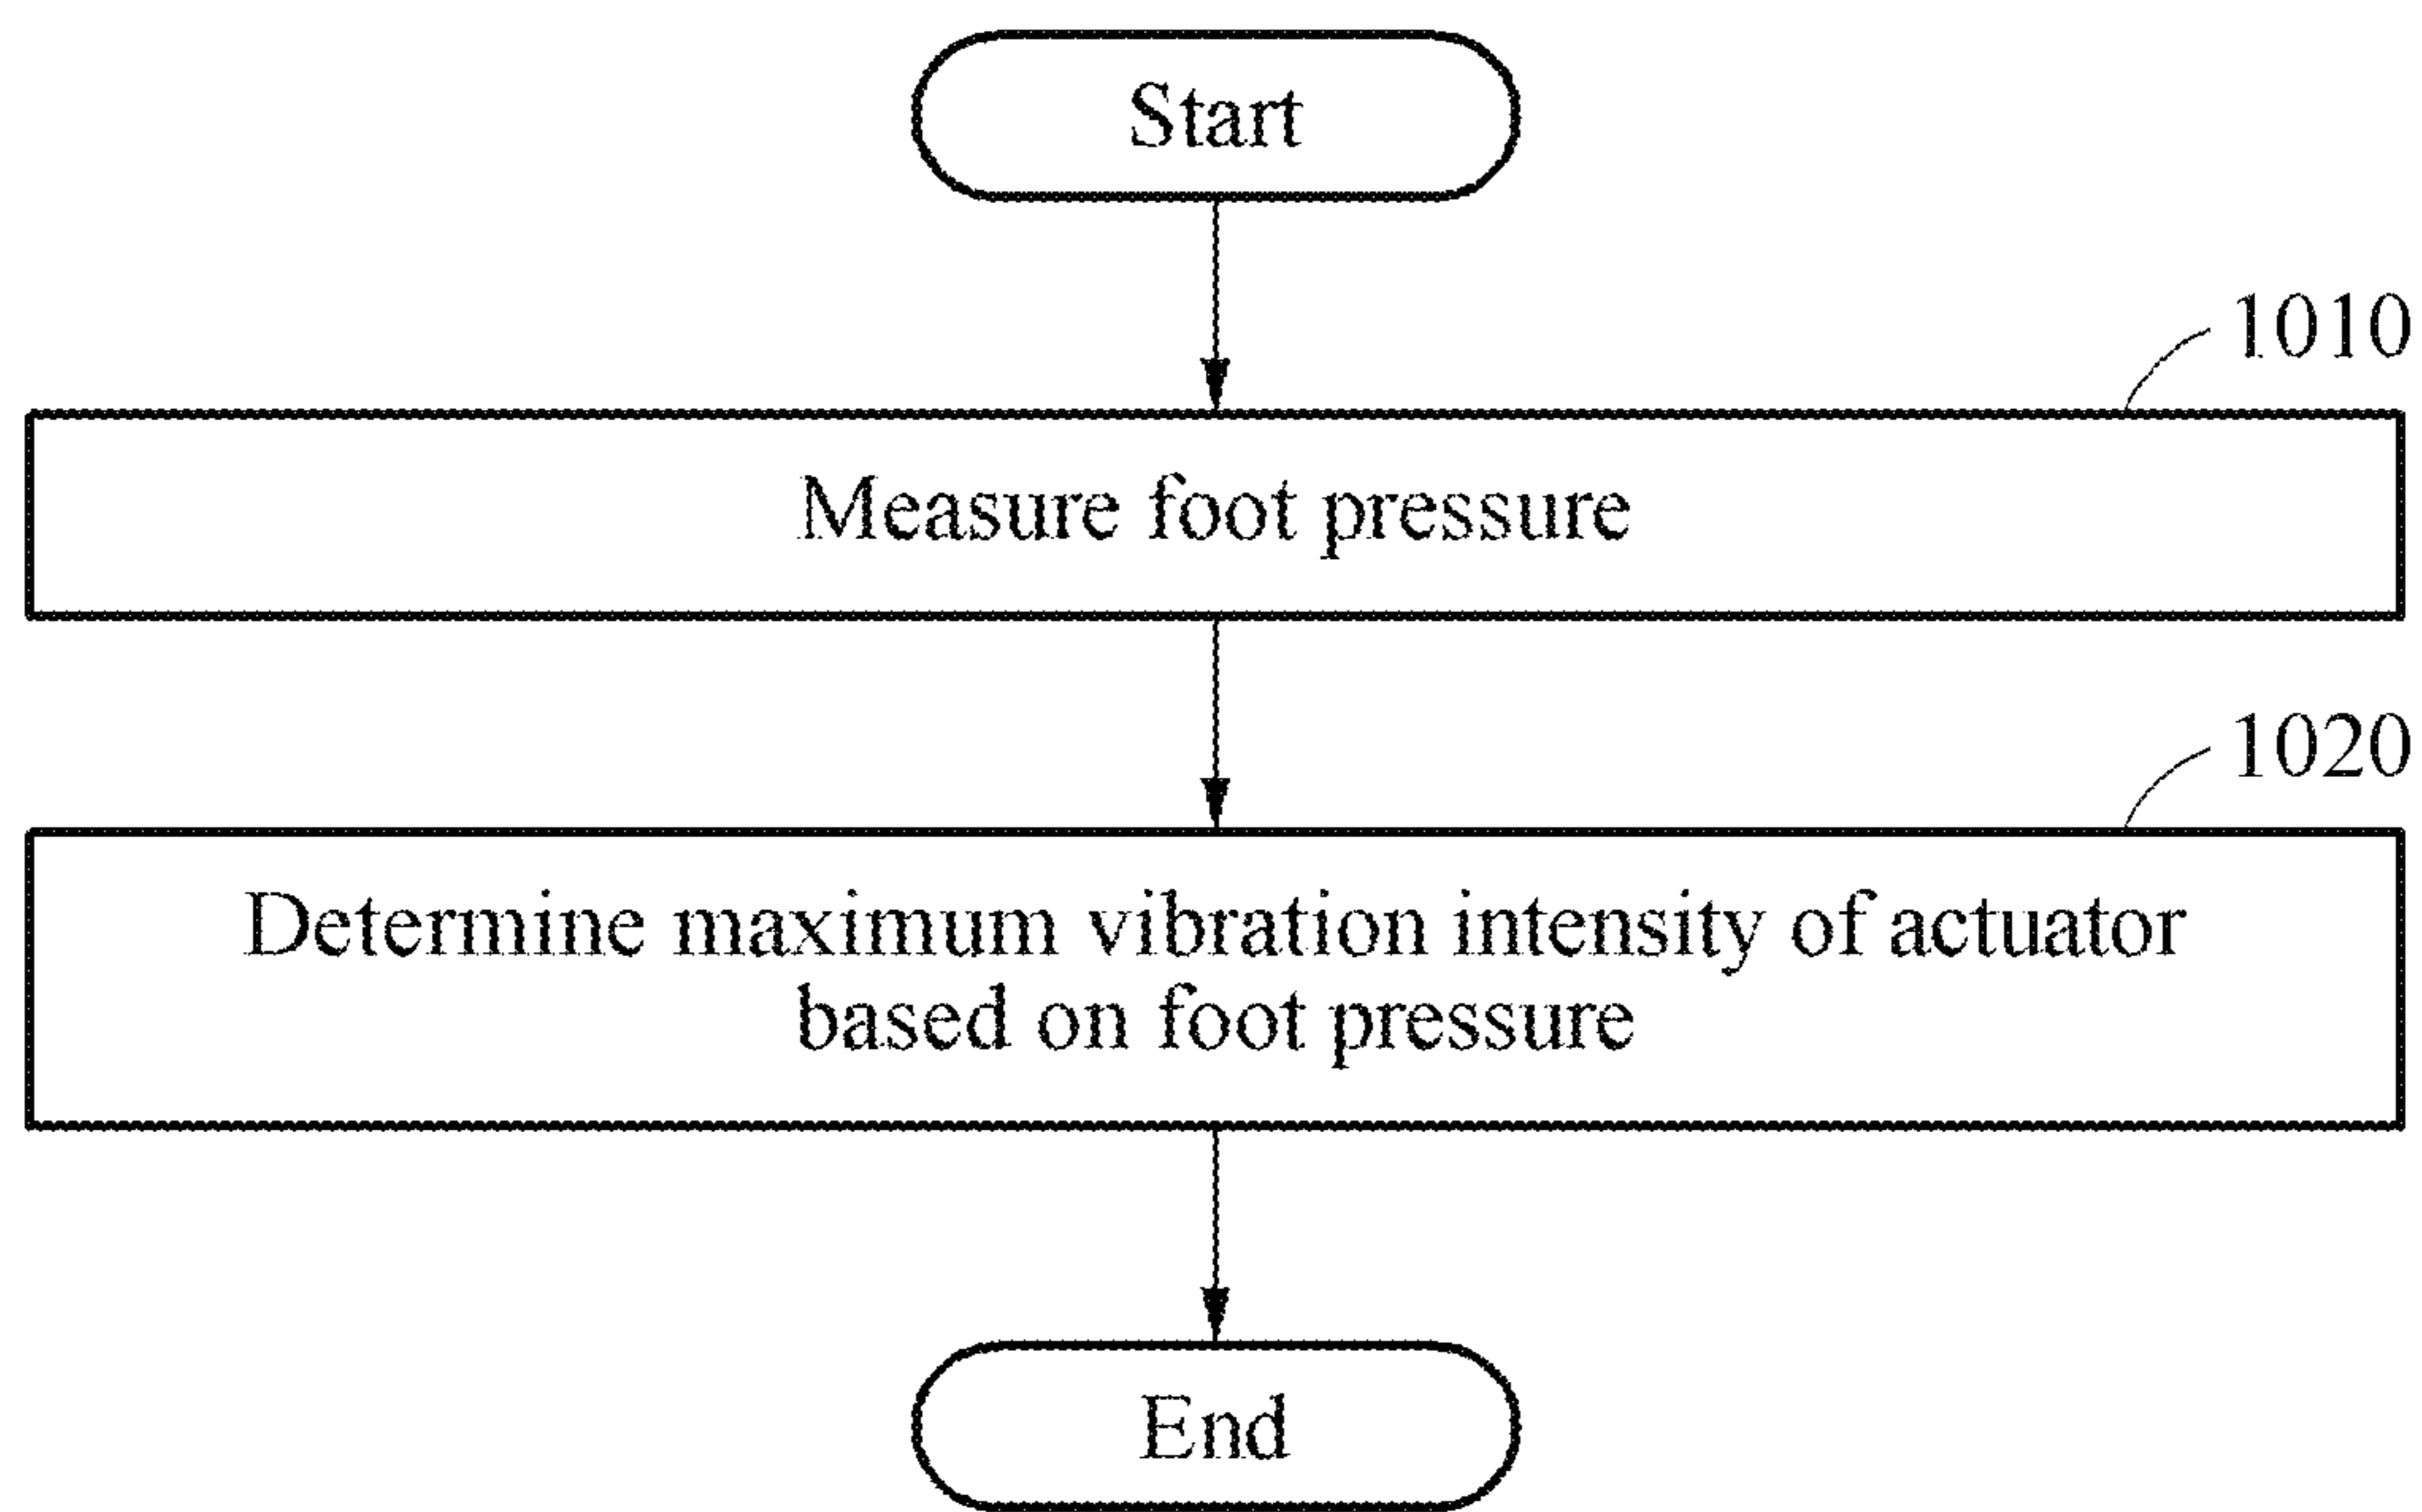 Start
1010
Measure foot pressure
1020
Determine maximum vibration intensity of actuator
based on foot pressure
End